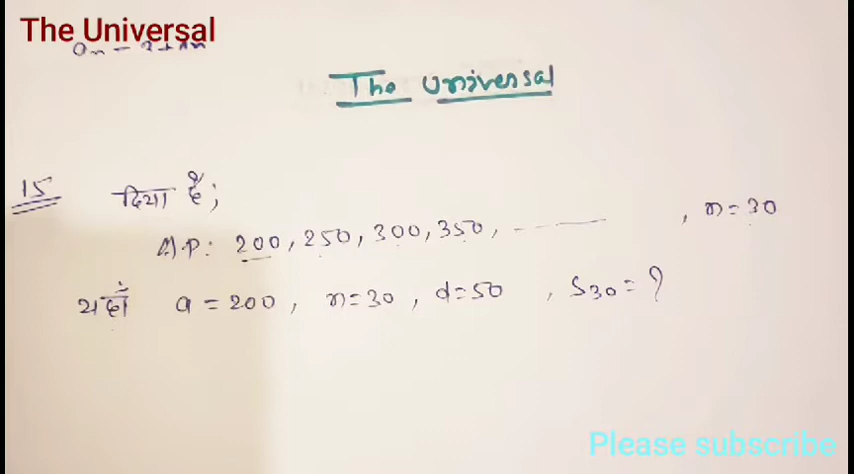 The Universal
The Universal
15 दिया है;
A.P: 200, 250, 300, 350, ------- , n=30
यहाँ a = 200, n=30, d=50, S30 = ?
Please subscribe